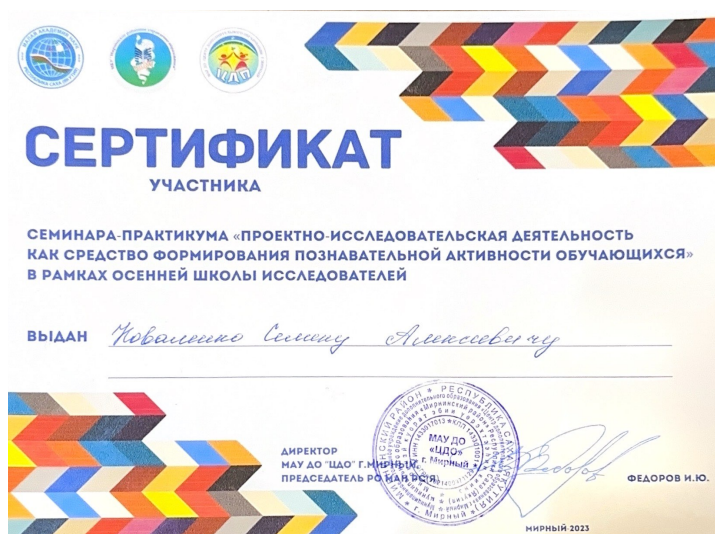 СЕРТИФИКАТ
УЧАСТНИКА
СЕМИНАРА-ПРАКТИКУМА «ПРОЕКТНО-ИССЛЕДОВАТЕЛЬСКАЯ ДЕЯТЕЛЬНОСТЬ
КАК СРЕДСТВО ФОРМИРОВАНИЯ ПОЗНАВАТЕЛЬНОЙ АКТИВНОСТИ ОБУЧАЮЩИХСЯ»
В РАМКАХ ОСЕННЕЙ ШКОЛЫ ИССЛЕДОВАТЕЛЕЙ
ВЫДАН Коваленко Семену Алексеевичу
МАУ ДО
«ЦДО»
г. Мирный
ДИРЕКТОР
МАУ ДО "ЦДО" Г.МИРНЫЙ,
ПРЕДСЕДАТЕЛЬ РО МАН РС(Я)
ФЕДОРОВ И.Ю.
МИРНЫЙ 2023